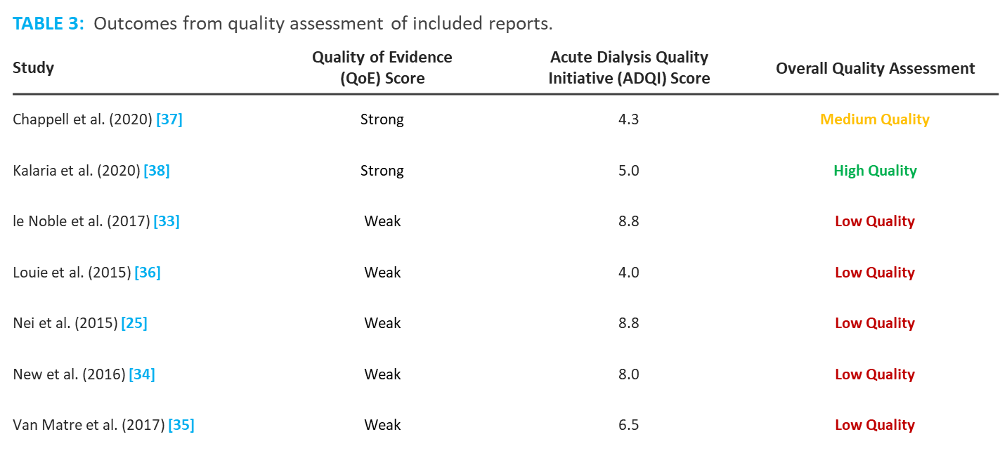 TABLE 3: Outcomes from quality assessment of included reports.
Study Quality of Evidence (QoE) Score Acute Dialysis Quality Initiative (ADQI) Score Overall Quality Assessment
Chappell et al. (2020) [37] Strong 4.3 Medium Quality
Kalaria et al. (2020) [38] Strong 5.0 High Quality
le Noble et al. (2017) [33] Weak 8.8 Low Quality
Louie et al. (2015) [36] Weak 4.0 Low Quality
Nei et al. (2015) [25] Weak 8.8 Low Quality
New et al. (2016) [34] Weak 8.0 Low Quality
Van Matre et al. (2017) [35] Weak 6.5 Low Quality